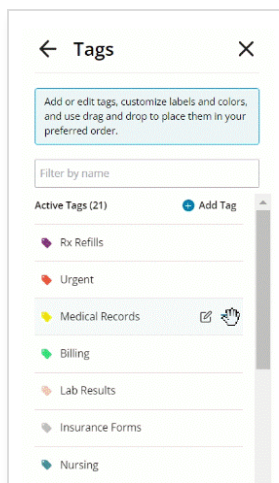 Tags
Add or edit tags, customize labels and colors,
and use drag and drop to place them in your
preferred order.
Filter by name
Active Tags (21) Add Tag
Rx Refills
Urgent
Medical Records
Billing
Lab Results
Insurance Forms
Nursing